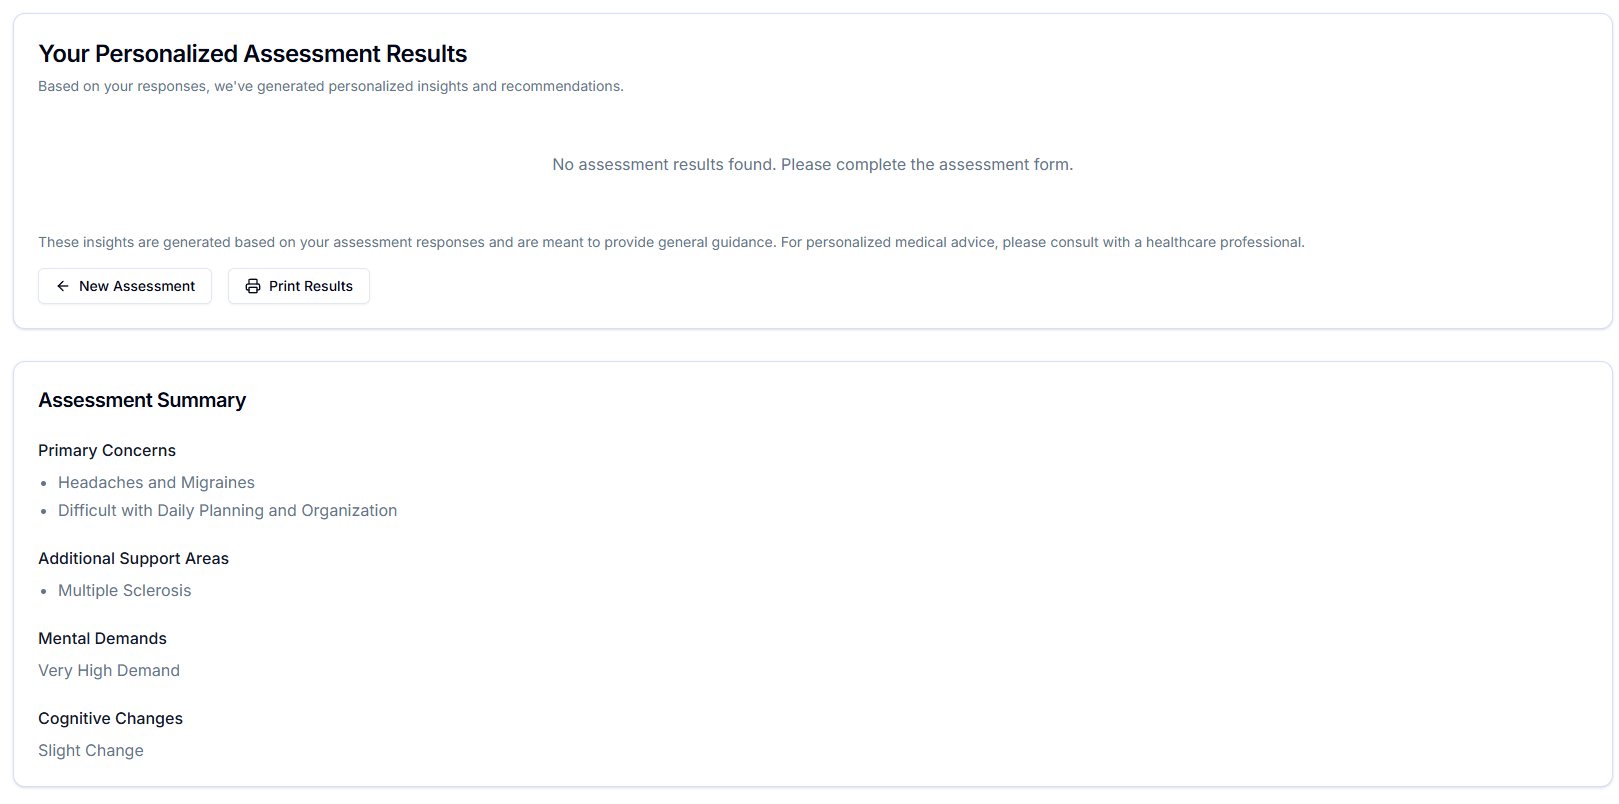 Your Personalized Assessment Results
Based on your responses, we've generated personalized insights and recommendations.
No assessment results found. Please complete the assessment form.
These insights are generated based on your assessment responses and are meant to provide general guidance. For personalized medical advice, please consult with a healthcare professional.
New Assessment
Print Results
Assessment Summary
Primary Concerns
Headaches and Migraines
Difficult with Daily Planning and Organization
Additional Support Areas
Multiple Sclerosis
Mental Demands
Very High Demand
Cognitive Changes
Slight Change